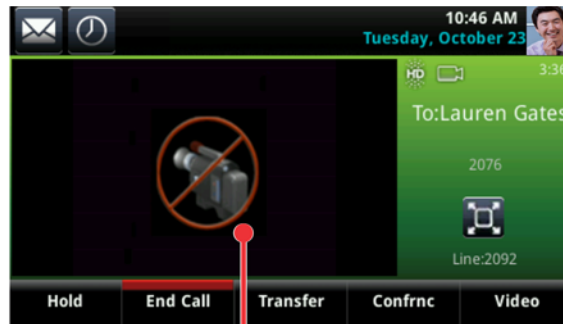 10:46 AM
Tuesday, October 23
HD
3:36
To:Lauren Gates
2076
Line:2092
Hold
End Call
Transfer
Confrnc
Video